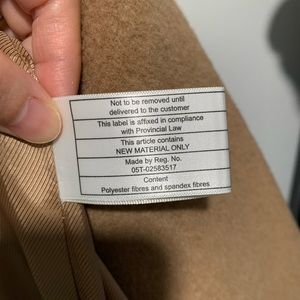 Not to be removed until
delivered to the customer
This label is affixed in compliance
with Provincial Law
This article contains
NEW MATERIAL ONLY
Made by Reg. No.
05T-02583517
Content
Polyester fibres and spandex fibres